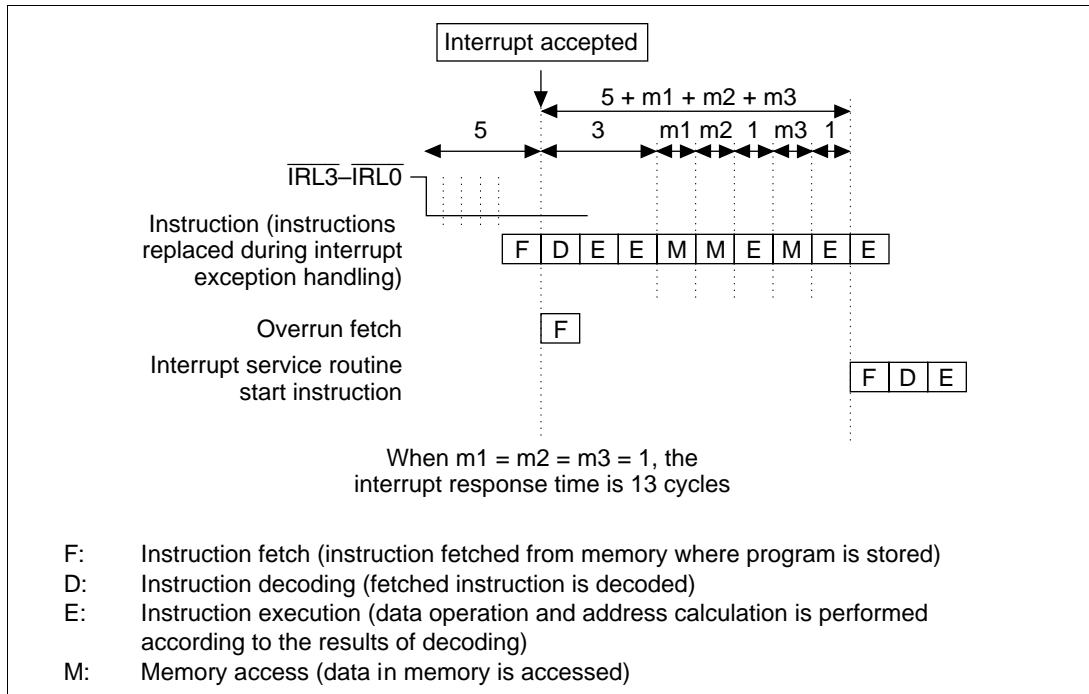 Interrupt accepted
5 + m1 + m2 + m3
5 3 m1 m2 1 m3 1
IRL3–IRL0
Instruction (instructions
replaced during interrupt
exception handling)
F D E E M M E M E E
Overrun fetch
F
Interrupt service routine
start instruction
F D E
When m1 = m2 = m3 = 1, the
interrupt response time is 13 cycles
F: Instruction fetch (instruction fetched from memory where program is stored)
D: Instruction decoding (fetched instruction is decoded)
E: Instruction execution (data operation and address calculation is performed
according to the results of decoding)
M: Memory access (data in memory is accessed)